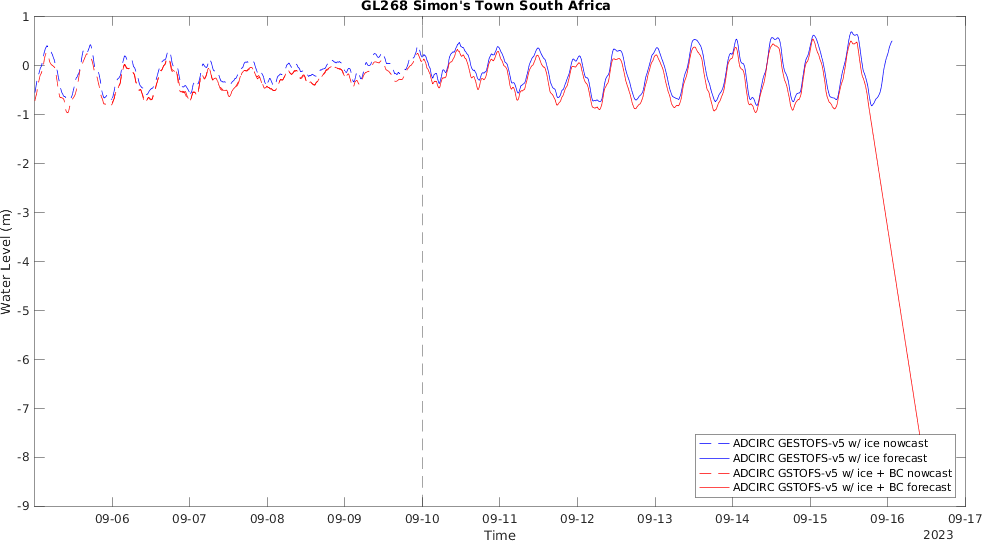 GL268 Simon's Town South Africa
Water Level (m)
1
0
-1
-2
-3
-4
-5
-6
-7
-8
-9
ADCIRC GESTOFS-v5 w/ ice nowcast
ADCIRC GESTOFS-v5 w/ ice forecast
ADCIRC GSTOFS-v5 w/ ice + BC nowcast
ADCIRC GSTOFS-v5 w/ ice + BC forecast
09-06 09-07 09-08 09-09 09-10 09-11 09-12 09-13 09-14 09-15 09-16 09-17
Time
2023